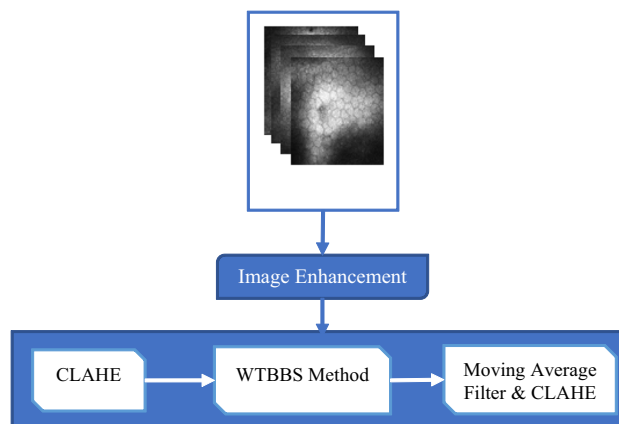 Image Enhancement
CLAHE
WTBBS Method
Moving Average
Filter & CLAHE